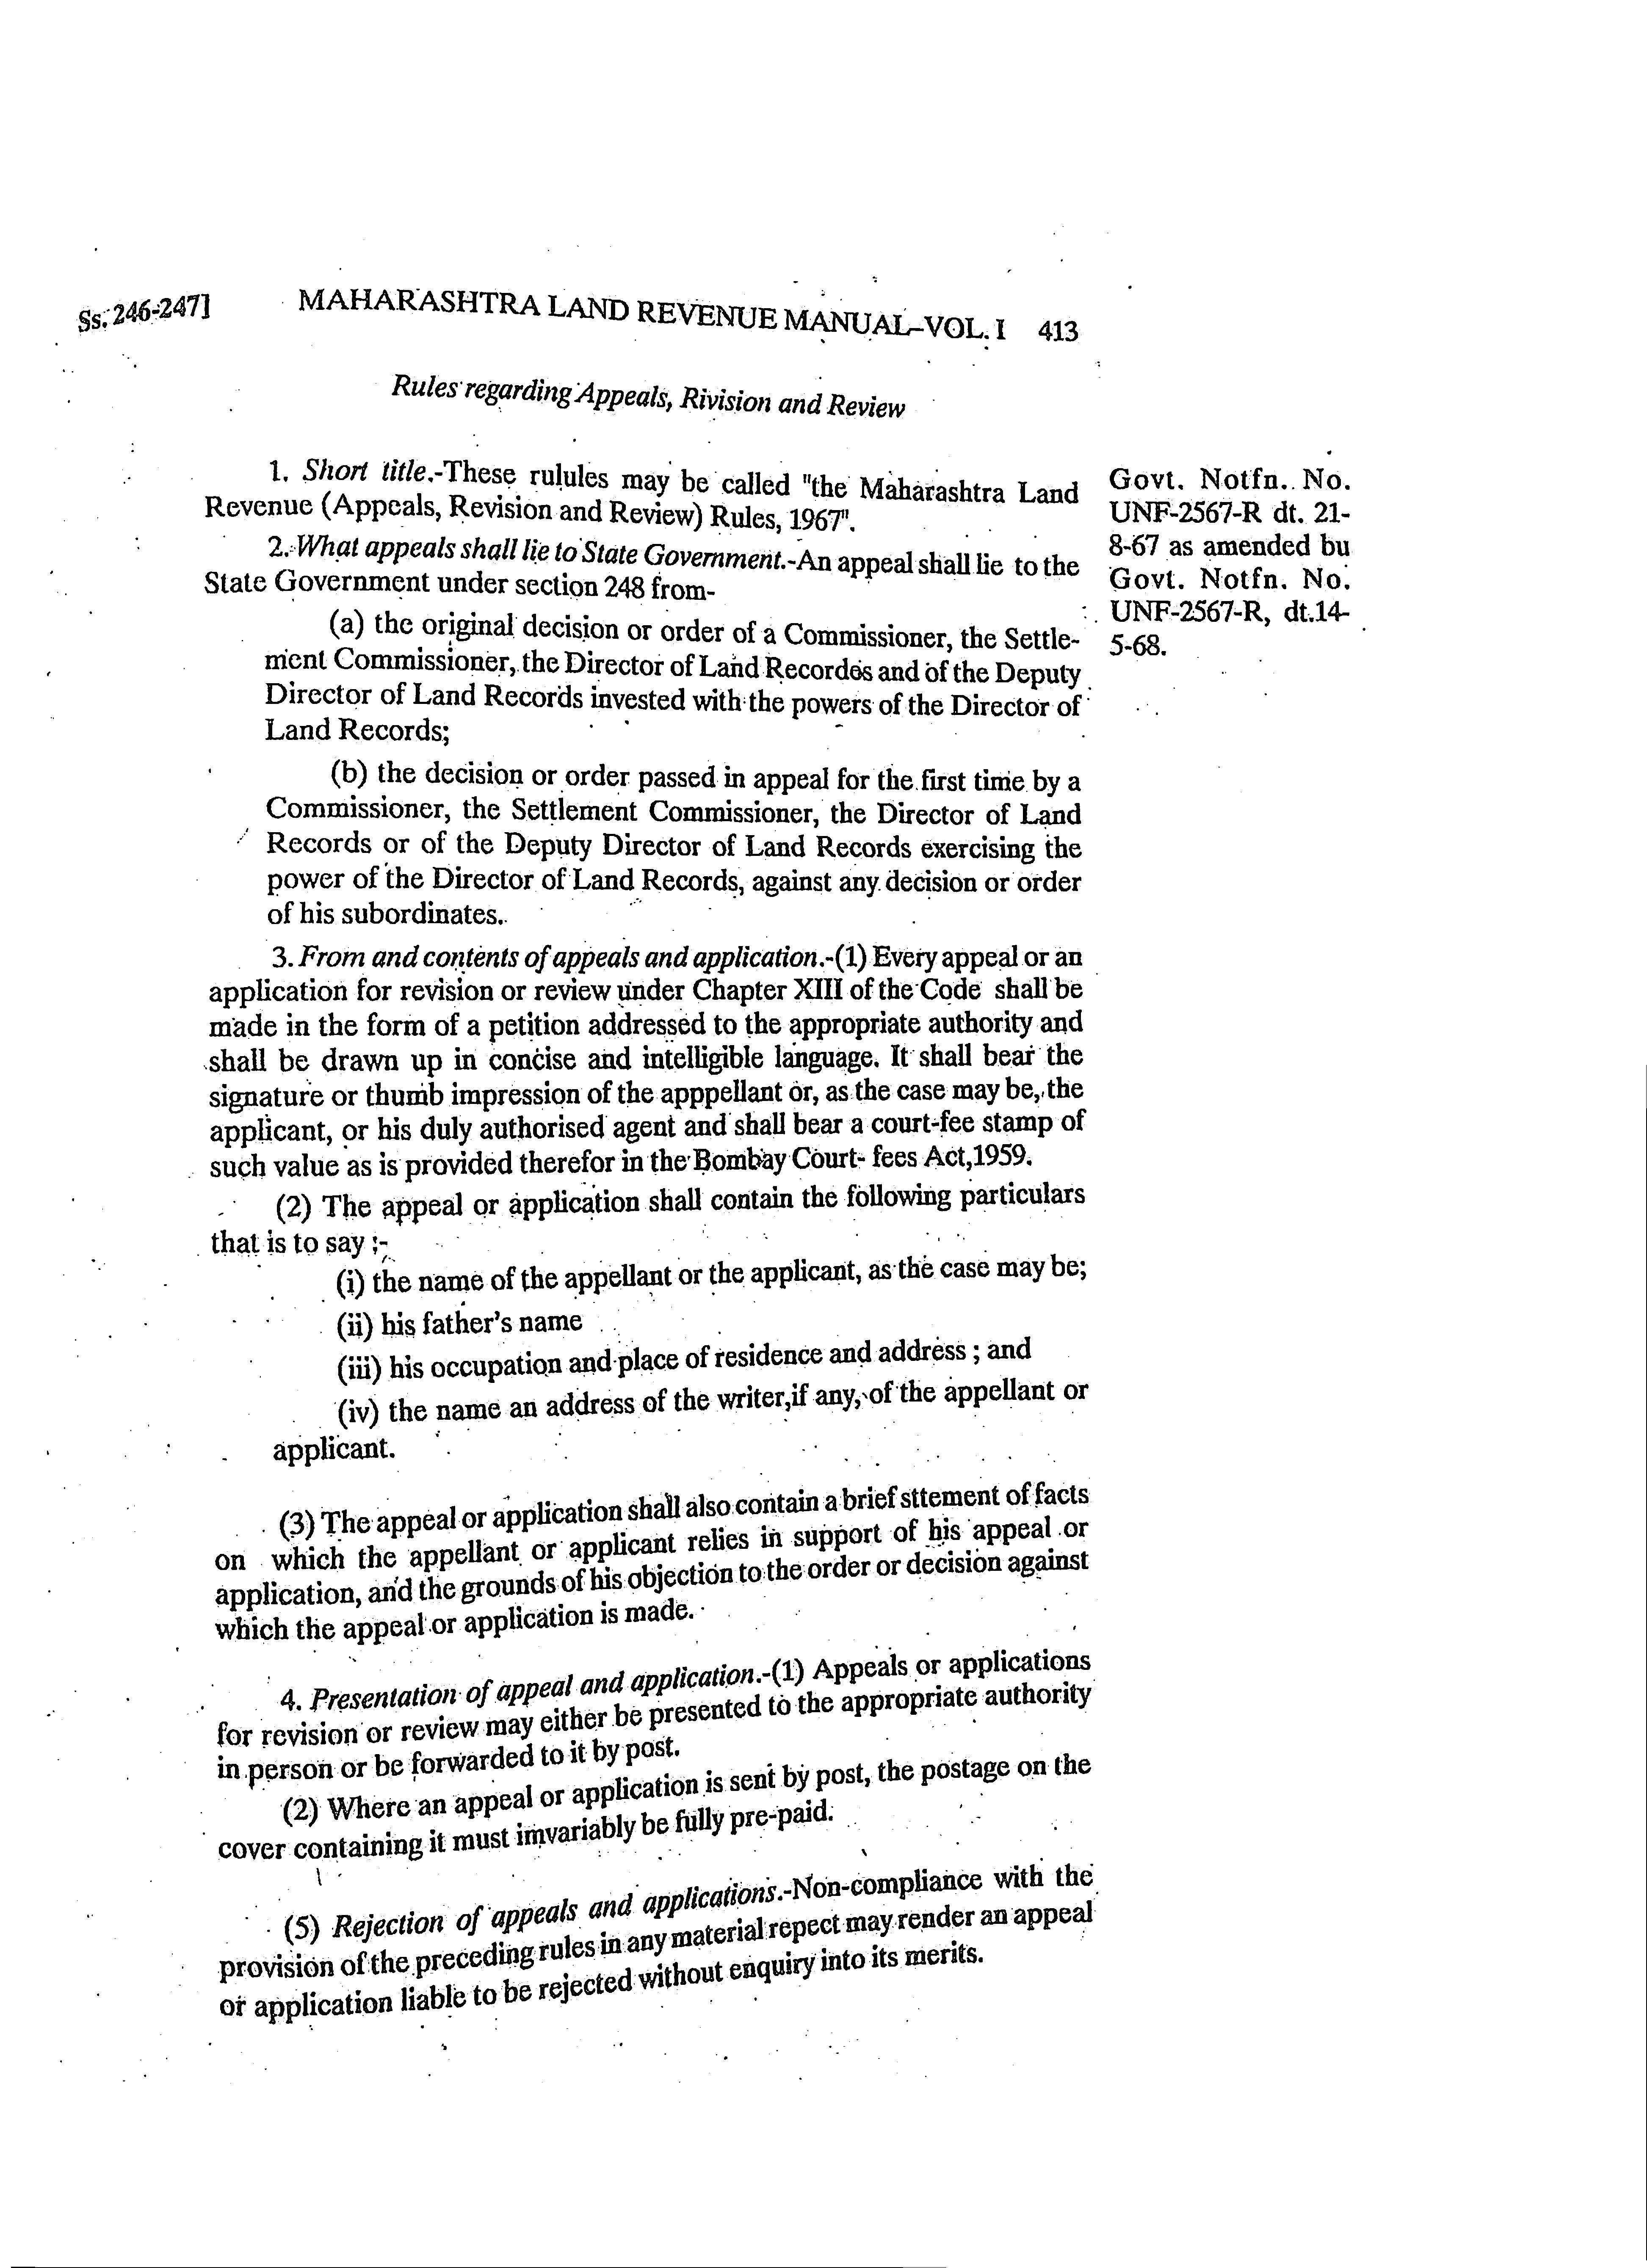 Ss. 246-247]
MAHARASHTRA LAND REVENUE MANUAL–VOL. I 413
Rules regarding Appeals, Rivision and Review
1. Short title.-These rulules may be called "the Maharashtra Land
Revenue (Appeals, Revision and Review) Rules, 1967".
2. What appeals shall lie to State Government.-An appeal shall lie to the
State Government under section 248 from-
(a) the original decision or order of a Commissioner, the Settle-
ment Commissioner, the Director of Land Recordes and of the Deputy
Director of Land Records invested with the powers of the Director of
Land Records;
(b) the decision or order passed in appeal for the first time by a
Commissioner, the Settlement Commissioner, the Director of Land
Records or of the Deputy Director of Land Records exercising the
power of the Director of Land Records, against any decision or order
of his subordinates.
3. From and contents of appeals and application.-(1) Every appeal or an
application for revision or review under Chapter XIII of the Code shall be
made in the form of a petition addressed to the appropriate authority and
shall be drawn up in concise and intelligible language. It shall bear the
signature or thumb impression of the apppellant or, as the case may be, the
applicant, or his duly authorised agent and shall bear a court-fee stamp of
such value as is provided therefor in the Bombay Court- fees Act,1959.
(2) The appeal or application shall contain the following particulars
that is to say ;-
(i) the name of the appellant or the applicant, as the case may be;
(ii) his father's name
(iii) his occupation and place of residence and address ; and
(iv) the name an address of the writer,if any, of the appellant or
applicant.
(3) The appeal or application shall also contain a brief sttement of facts
on which the appellant or applicant relies in support of his appeal or
application, and the grounds of his objection to the order or decision against
which the appeal or application is made.
4. Presentation of appeal and application.-(1) Appeals or applications
for revision or review may either be presented to the appropriate authority
in person or be forwarded to it by post.
(2) Where an appeal or application is sent by post, the postage on the
cover containing it must imvariably be fully pre-paid.
(5) Rejection of appeals and applications.-Non-compliance with the
provision of the preceding rules in any material repect may render an appeal
or application liable to be rejected without enquiry into its merits.
Govt. Notfn. No.
UNF-2567-R dt. 21-
8-67 as amended bu
Govt. Notfn. No.
UNF-2567-R, dt.14-
5-68.